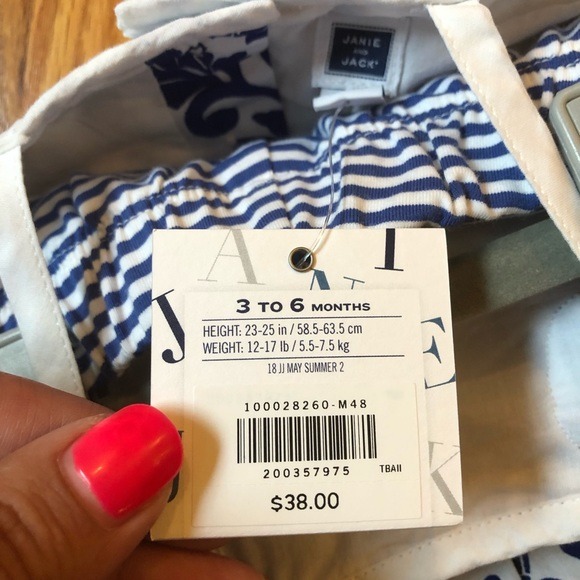 JANIE
AND
JACK®
3 TO 6 MONTHS
HEIGHT: 23-25 in / 58.5-63.5 cm
WEIGHT: 12-17 lb / 5.5-7.5 kg
18 JJ MAY SUMMER 2
100028260-M48
200357975
TBAII
$38.00